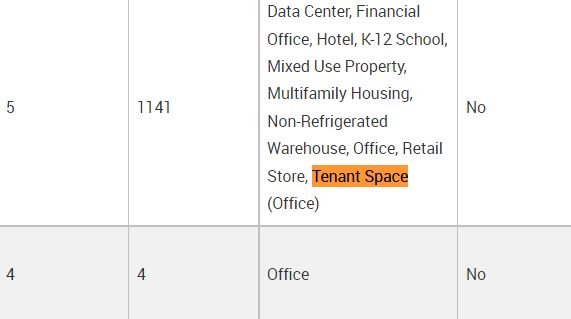 Data Center, Financial
Office, Hotel, K-12 School,
Mixed Use Property,
Multifamily Housing,
5 1141 No
Non-Refrigerated
Warehouse, Office, Retail
Store, Tenant Space
(Office)
4 4 Office No